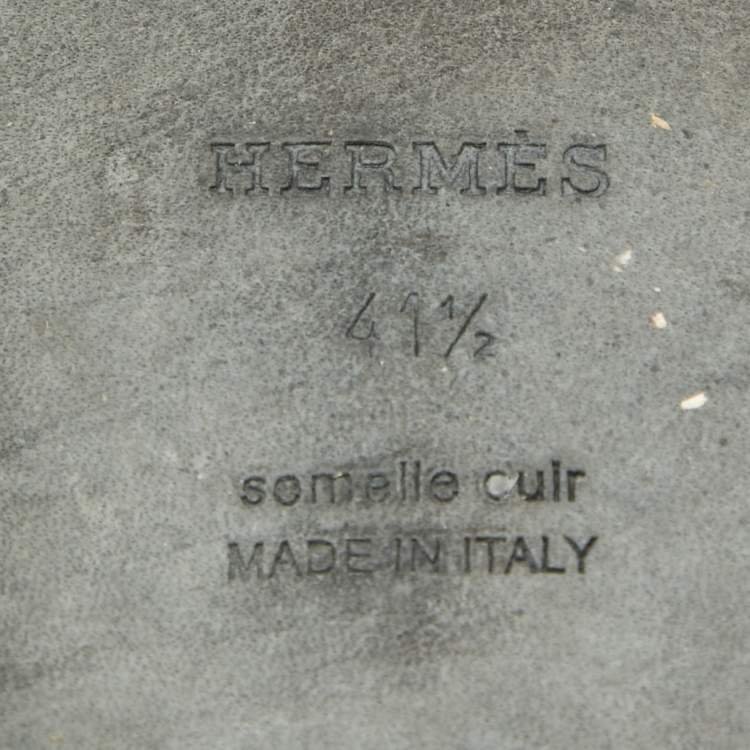 HERMÈS
41½
semelle cuir
MADE IN ITALY